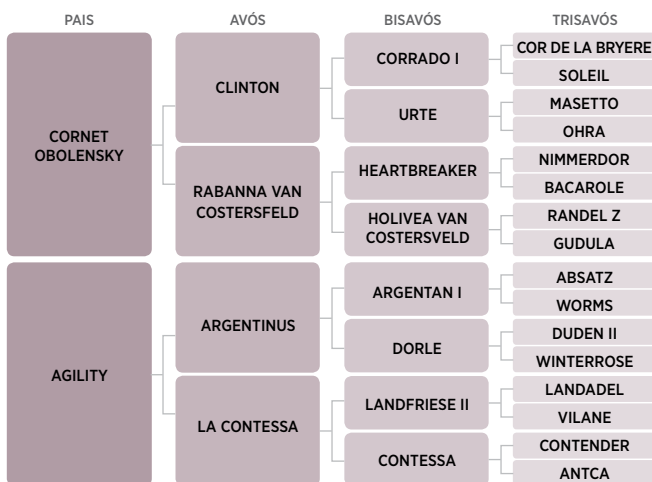 PAIS
AVÓS
BISAVÓS
TRISAVÓS
CORNET
OBOLENSKY
CLINTON
CORRADO I
COR DE LA BRYERE
SOLEIL
URTE
MASETTO
OHRA
RABANNA VAN
COSTERSFELD
HEARTBREAKER
NIMMERDOR
BACAROLE
HOLIVEA VAN
COSTERSVELD
RANDEL Z
GUDULA
AGILITY
ARGENTINUS
ARGENTAN I
ABSATZ
WORMS
DORLE
DUDEN II
WINTERROSE
LA CONTESSA
LANDFRIESE II
LANDADEL
VILANE
CONTESSA
CONTENDER
ANTCA